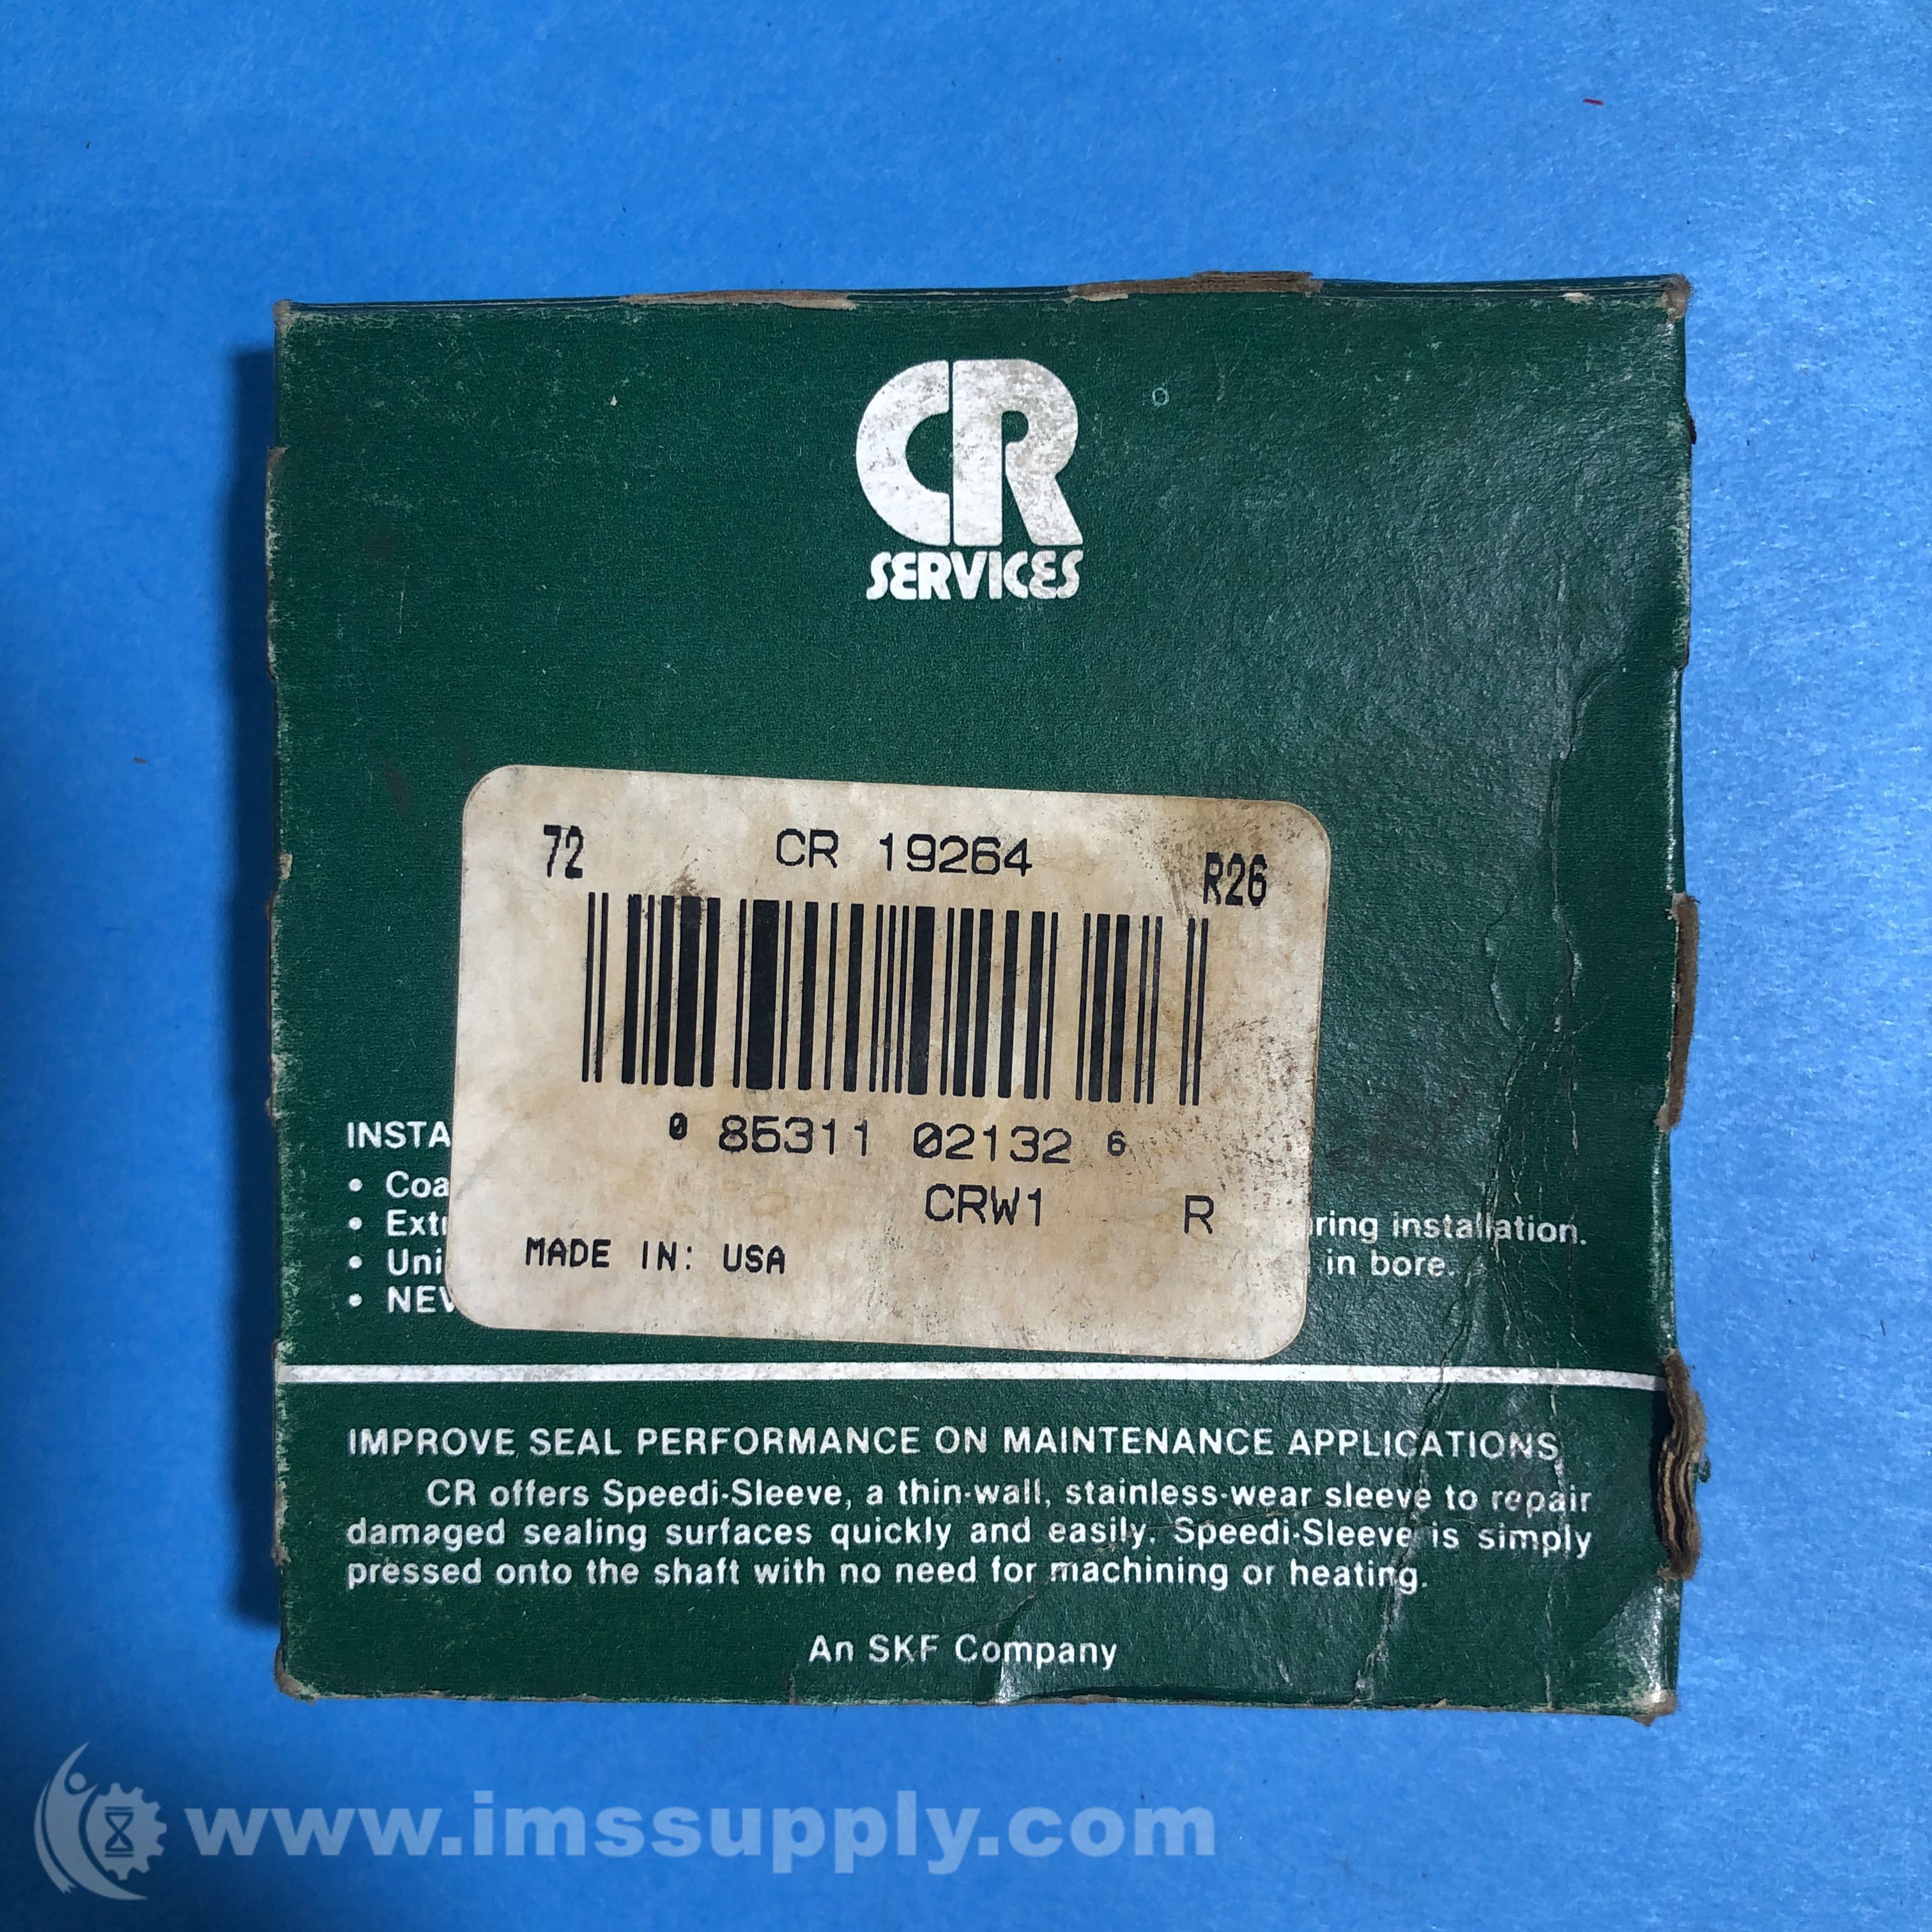 CR
SERVICES
72 CR 19264 R26
0 85311 02132 6
CRW1 R
MADE IN: USA
INSTA
• Coa
• Ext ring installation.
• Uni in bore.
• NEW
IMPROVE SEAL PERFORMANCE ON MAINTENANCE APPLICATIONS
CR offers Speedi-Sleeve, a thin-wall, stainless-wear sleeve to repair
damaged sealing surfaces quickly and easily. Speedi-Sleeve is simply
pressed onto the shaft with no need for machining or heating.
An SKF Company
www.imssupply.com